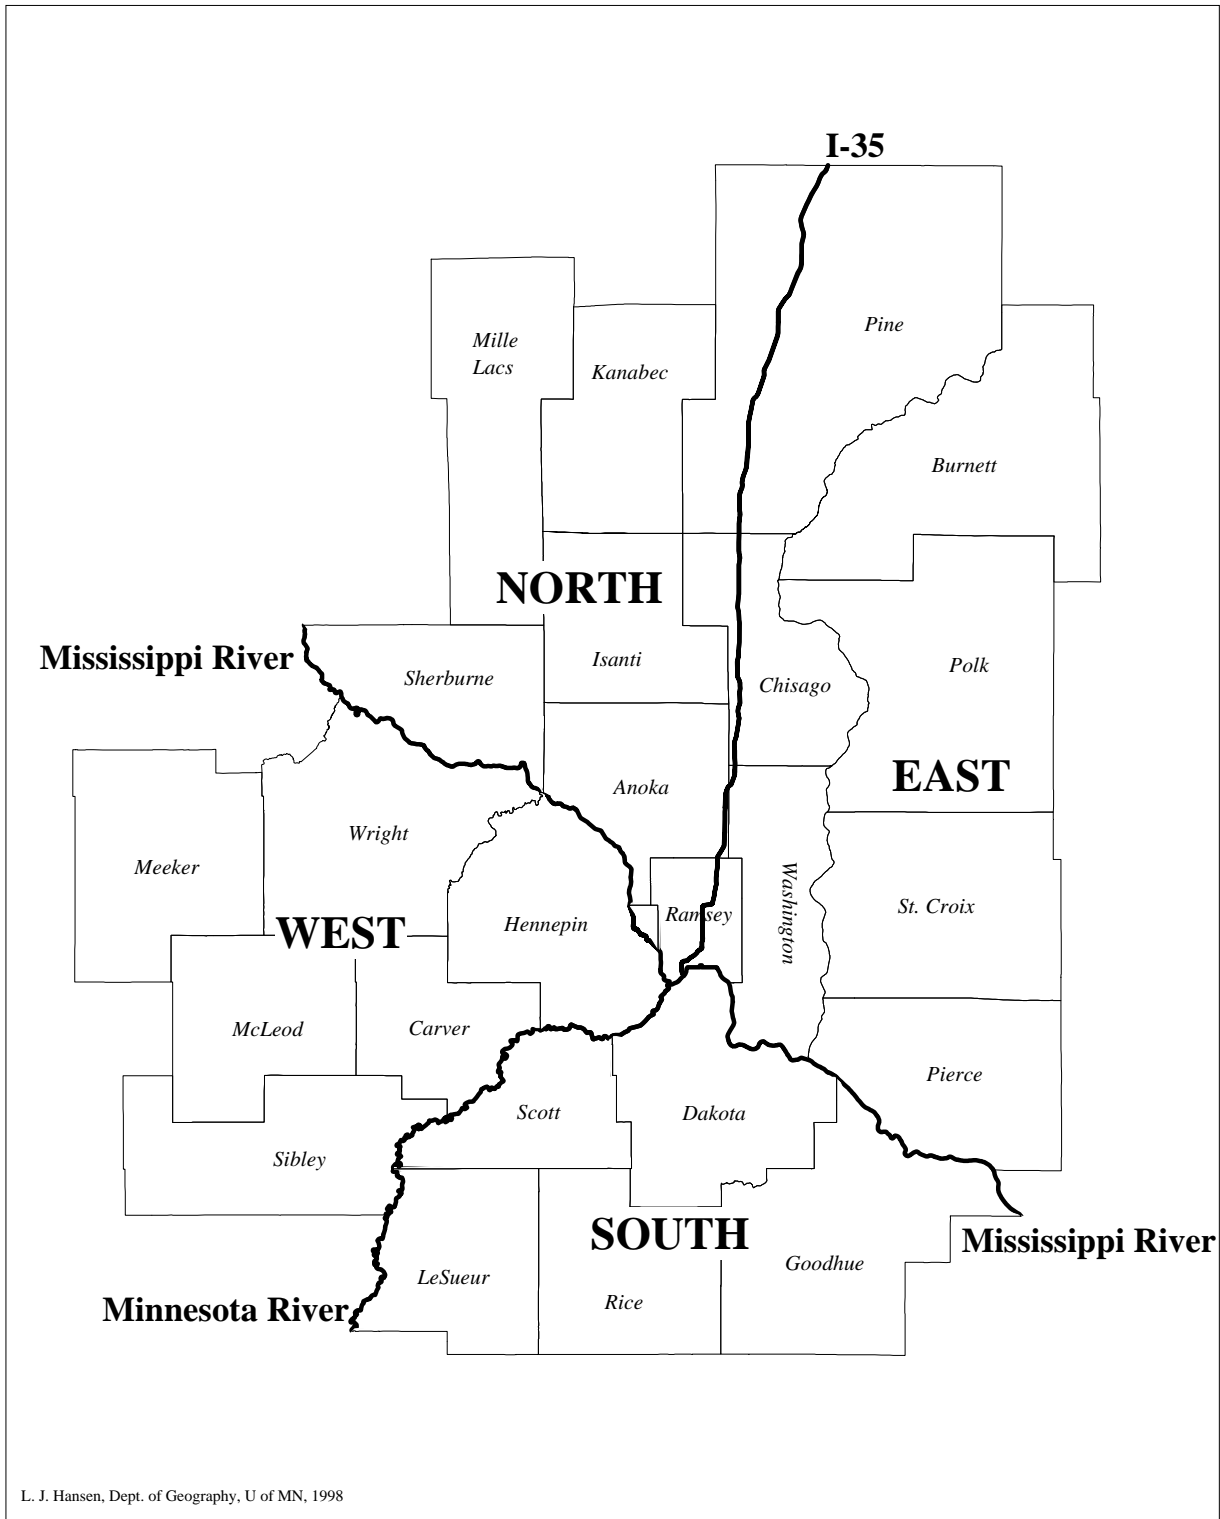 I-35
Pine
Mille
Lacs
Kanabec
Burnett
NORTH
Mississippi River
Isanti
Polk
Sherburne
Chisago
EAST
Anoka
Wright
Meeker
Washington
St. Croix
Ramsey
Hennepin
WEST
McLeod
Carver
Pierce
Scott
Dakota
Sibley
SOUTH
Mississippi River
Goodhue
LeSueur
Rice
Minnesota River
L. J. Hansen, Dept. of Geography, U of MN, 1998